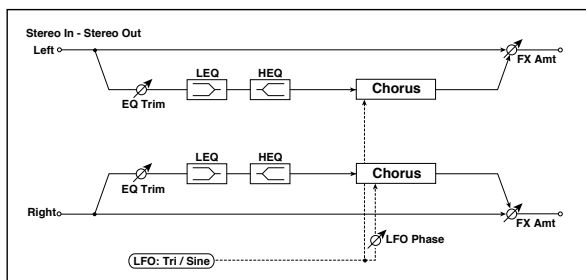 Stereo In - Stereo Out
Left
FX Amt
EQ Trim
LEQ
HEQ
Chorus
EQ Trim
LEQ
HEQ
Chorus
Right
FX Amt
LFO Phase
LFO: Tri / Sine